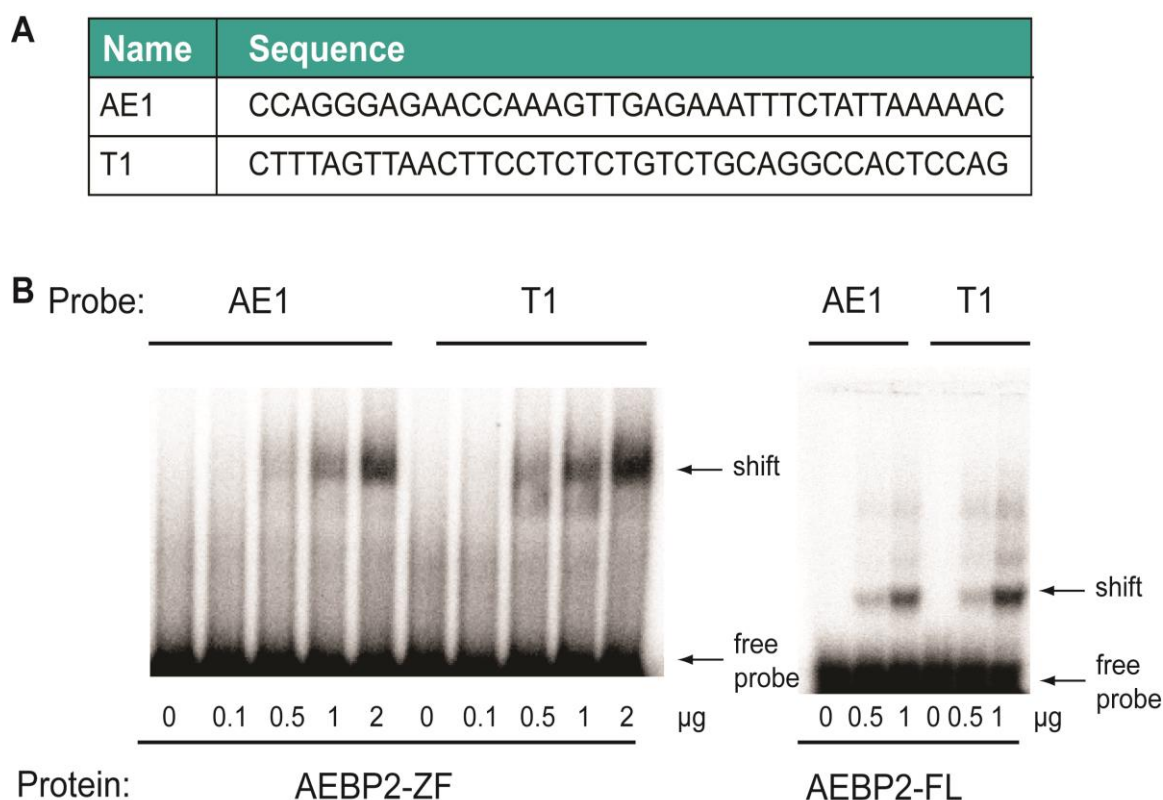 A
Name Sequence
AE1 CCAGGGAGAACCAAAGTTGAGAAATTTCTATTAAAAAC
T1 CTTTAGTTAACTTCCTCTCTGTCTGCAGGCCACTCCAG
B Probe: AE1 T1 AE1 T1
shift
free
probe
shift
free
probe
0 0.1 0.5 1 2 0 0.1 0.5 1 2 µg 0 0.5 1 0 0.5 1 µg
Protein: AEBP2-ZF AEBP2-FL